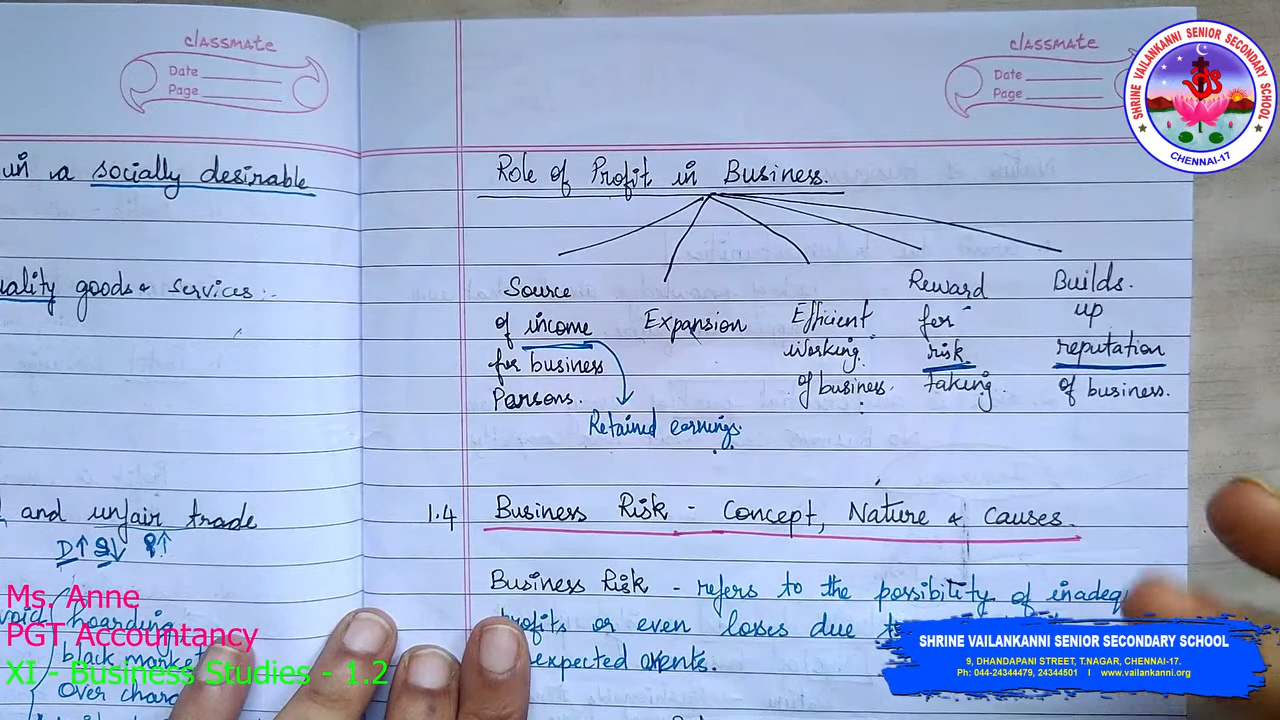 classmate
Date
Page
in a socially desirable
goods & services:-
and unfair trade
D↑ S↓ P↑
hoarding
black market
Over
classmate
Date
Page
Role of Profit in Business.
Source
of income
for business
Persons.
Retained earnings.
Expansion
Efficient
Working
of business.
Reward
for
risk
taking.
Builds
up
reputation
of business.
1.4 Business Risk - Concept, Nature & Causes.
Business Risk - refers to the possibility of
profits or even losses due
expected events.
SHRINE VAILANKANNI SENIOR SECONDARY SCHOOL
CHENNAI-17
Ms. Anne
PGT Accountancy
XI - Business Studies - 1.2
SHRINE VAILANKANNI SENIOR SECONDARY SCHOOL
9, DHANDAPANI STREET, T.NAGAR, CHENNAI-17.
Ph: 044-24344479, 24344501 I www.vailankanni.org